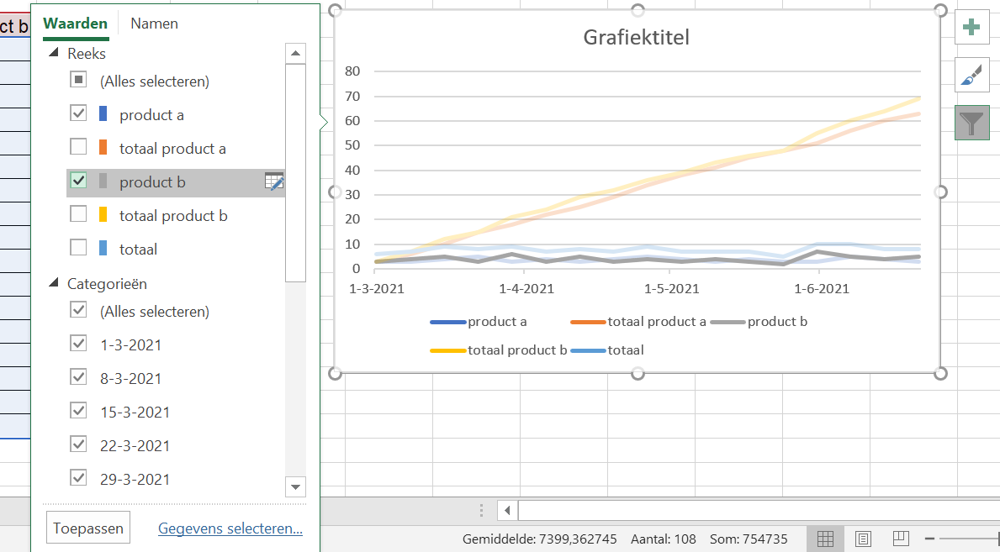 ct b
Waarden
Namen
Reeks
(Alles selecteren)
product a
totaal product a
product b
totaal product b
totaal
Categorieën
(Alles selecteren)
1-3-2021
8-3-2021
15-3-2021
22-3-2021
29-3-2021
Toepassen
Gegevens selecteren...
Grafiektitel
80
70
60
50
40
30
20
10
0
1-3-2021 1-4-2021 1-5-2021 1-6-2021
product a totaal product a product b
totaal product b totaal
Gemiddelde: 7399,362745 Aantal: 108 Som: 754735